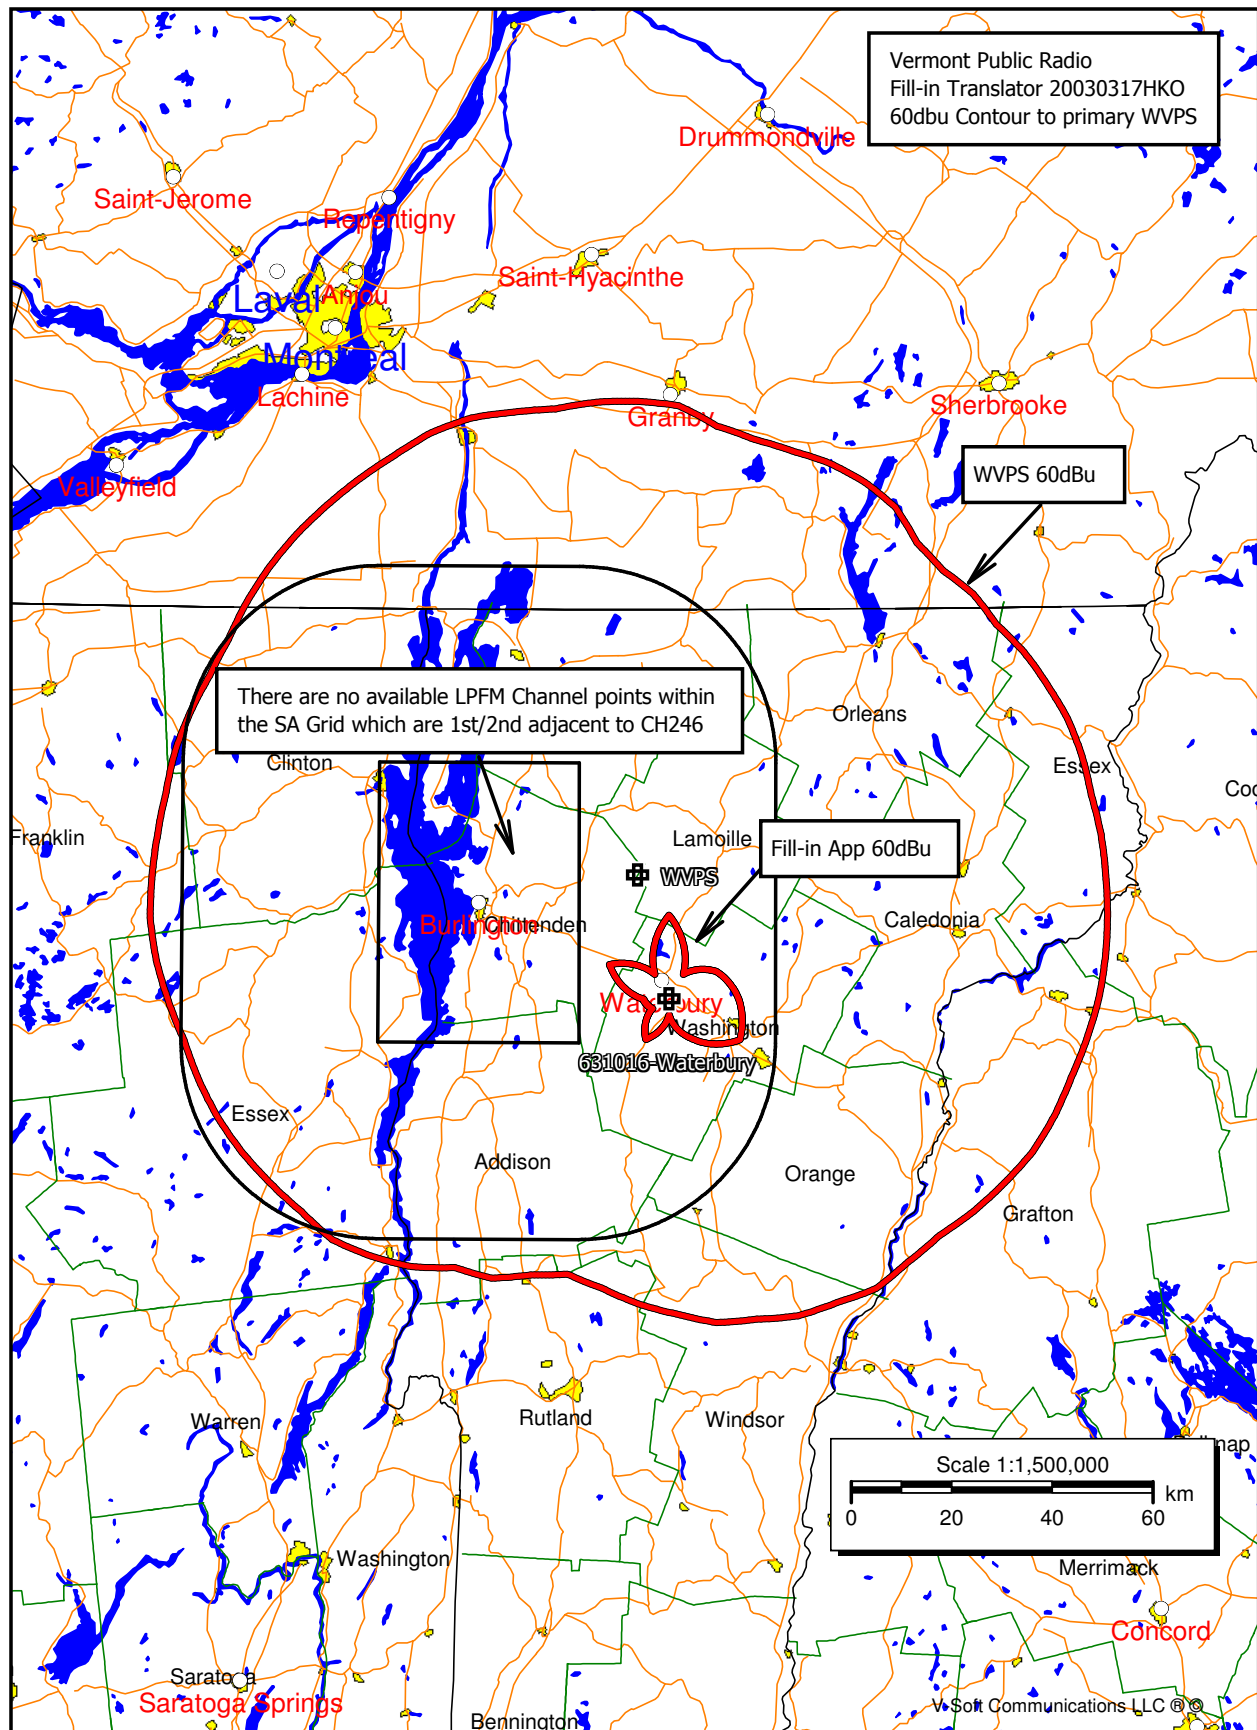 Vermont Public Radio
Fill-in Translator 20030317HKO
60dbu Contour to primary WVPS
Drummondville
Saint-Jerome
Repentigny
Saint-Hyacinthe
Laval
Anjou
Montreal
Lachine
Granby
Sherbrooke
Valleyfield
WVPS 60dBu
There are no available LPFM Channel points within
the SA Grid which are 1st/2nd adjacent to CH246
Orleans
Clinton
Essex
Franklin
Lamoille
Fill-in App 60dBu
WVPS
Burlington
Chittenden
Caledonia
Waterbury
Washington
631016-Waterbury
Essex
Addison
Orange
Grafton
Warren
Rutland
Windsor
Scale 1:1,500,000
km
0 20 40 60
Washington
Merrimack
Concord
Saratoga
Saratoga Springs
V-Soft Communications LLC ® ©
Bennington